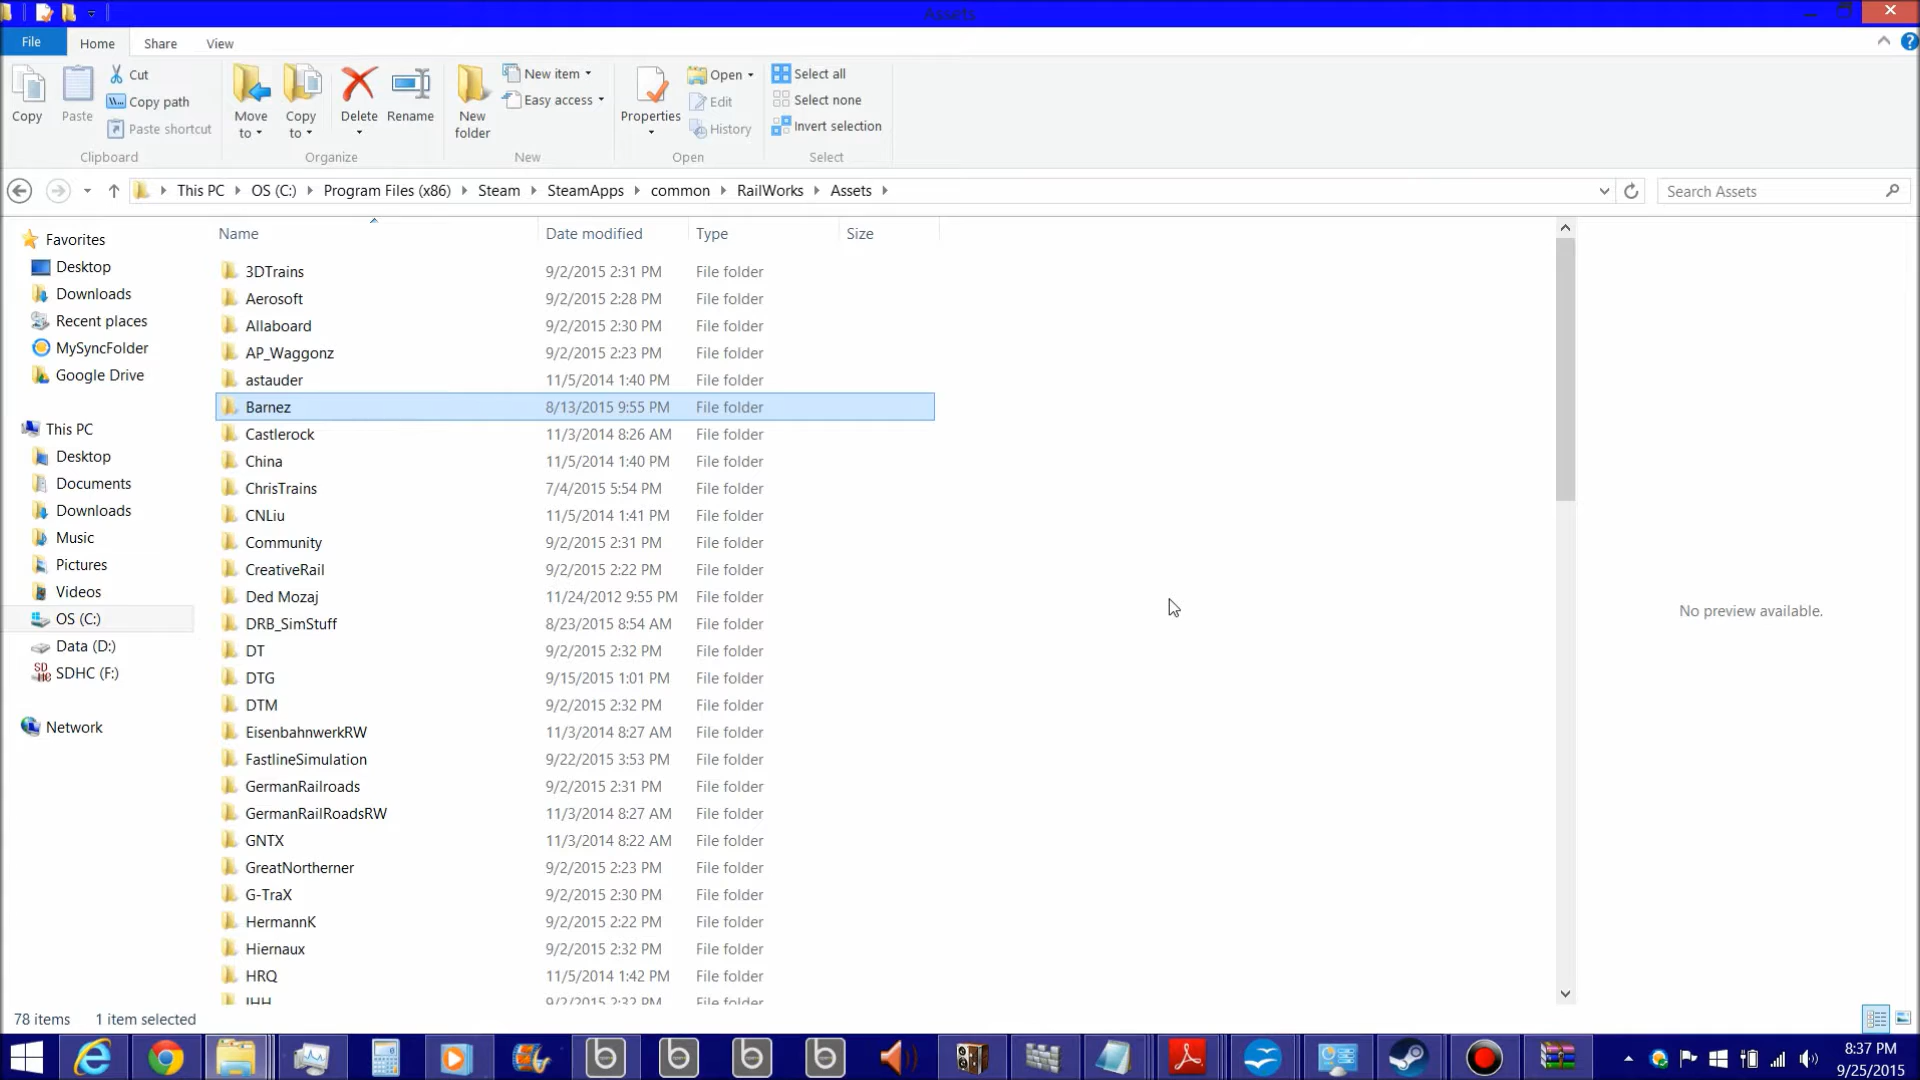 Assets
File
Home
Share
View
Copy
Paste
Cut
Copy path
Paste shortcut
Clipboard
Move to
Copy to
Delete
Rename
Organize
New folder
New item
Easy access
New
Properties
Open
Edit
History
Open
Select all
Select none
Invert selection
Select
This PC
OS (C:)
Program Files (x86)
Steam
SteamApps
common
RailWorks
Assets
Search Assets
Favorites
Desktop
Downloads
Recent places
MySyncFolder
Google Drive
This PC
Desktop
Documents
Downloads
Music
Pictures
Videos
OS (C:)
Data (D:)
SDHC (F:)
Network
Name Date modified Type Size
3DTrains 9/2/2015 2:31 PM File folder
Aerosoft 9/2/2015 2:28 PM File folder
Allaboard 9/2/2015 2:30 PM File folder
AP_Waggonz 9/2/2015 2:23 PM File folder
astauder 11/5/2014 1:40 PM File folder
Barnez 8/13/2015 9:55 PM File folder
Castlerock 11/3/2014 8:26 AM File folder
China 11/5/2014 1:40 PM File folder
ChrisTrains 7/4/2015 5:54 PM File folder
CNLiu 11/5/2014 1:41 PM File folder
Community 9/2/2015 2:31 PM File folder
CreativeRail 9/2/2015 2:22 PM File folder
Ded Mozaj 11/24/2012 9:55 PM File folder
DRB_SimStuff 8/23/2015 8:54 AM File folder
DT 9/2/2015 2:32 PM File folder
DTG 9/15/2015 1:01 PM File folder
DTM 9/2/2015 2:32 PM File folder
EisenbahnwerkRW 11/3/2014 8:27 AM File folder
FastlineSimulation 9/22/2015 3:53 PM File folder
GermanRailroads 9/2/2015 2:31 PM File folder
GermanRailRoadsRW 11/3/2014 8:27 AM File folder
GNTX 11/3/2014 8:22 AM File folder
GreatNortherner 9/2/2015 2:23 PM File folder
G-TraX 9/2/2015 2:30 PM File folder
HermannK 9/2/2015 2:22 PM File folder
Hiernaux 9/2/2015 2:32 PM File folder
HRQ 11/5/2014 1:42 PM File folder
IHH 9/2/2015 2:32 PM File folder
No preview available.
78 items 1 item selected
8:37 PM
9/25/2015